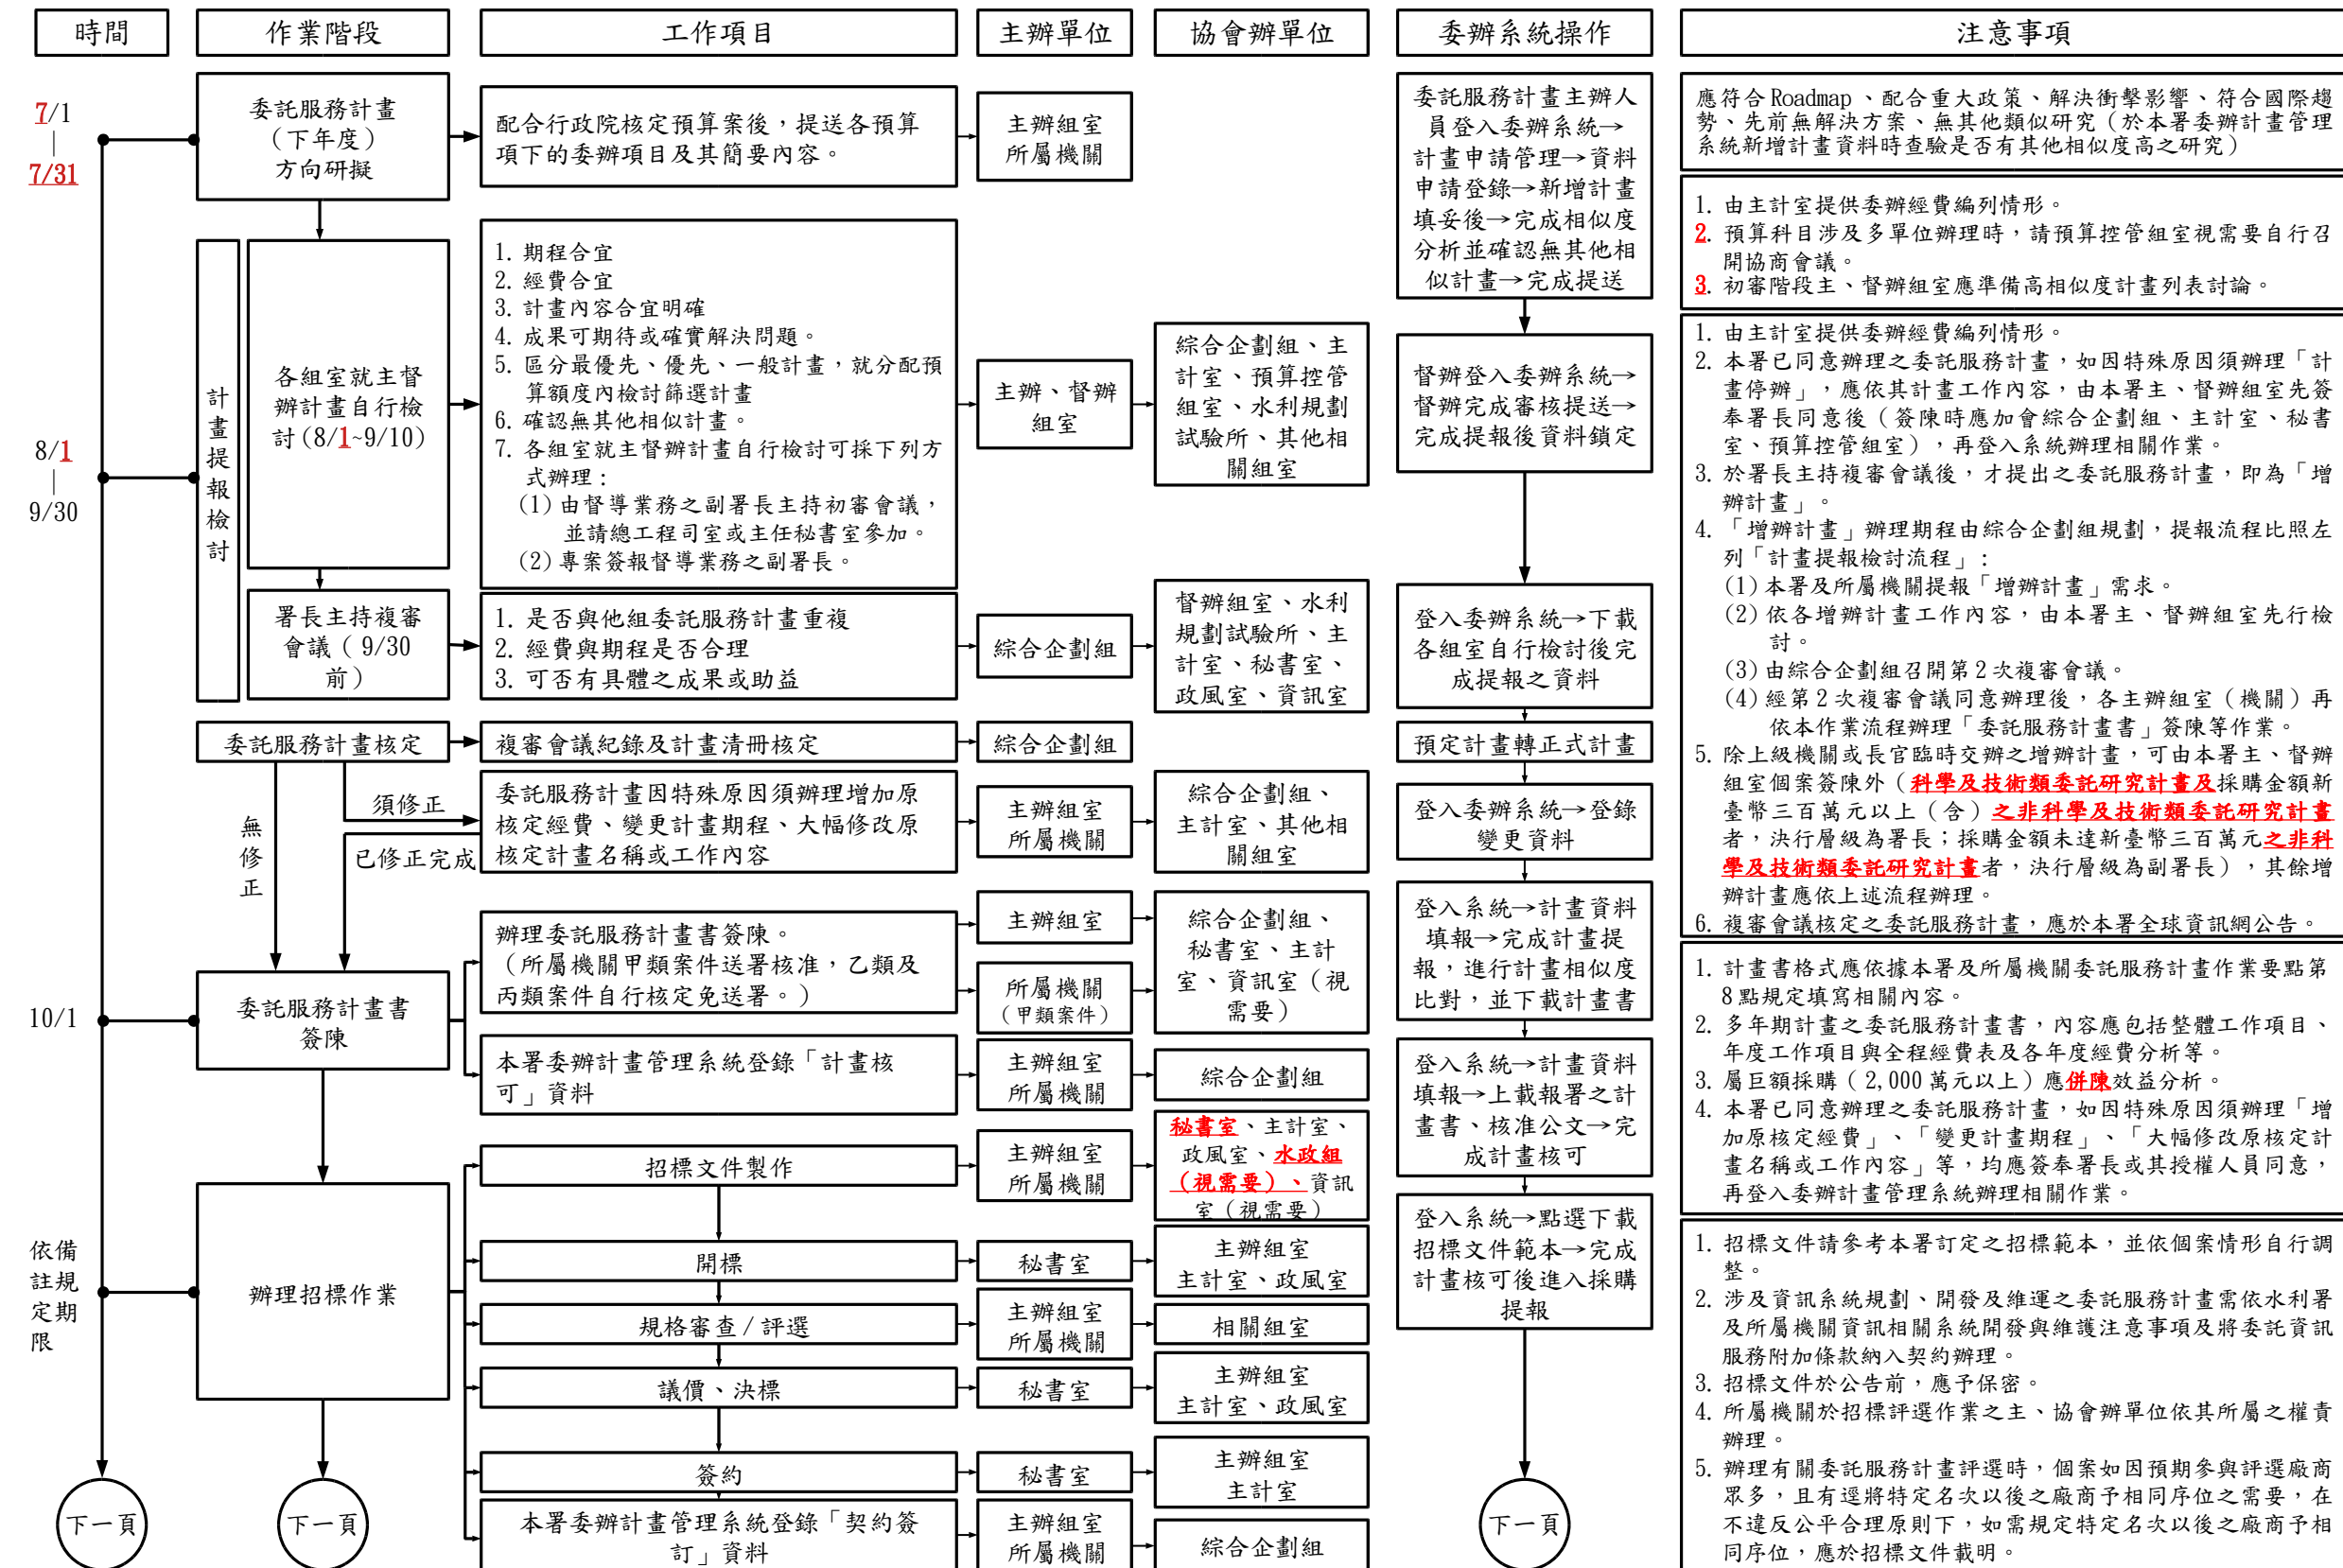 時間
作業階段
工作項目
主辦單位
協會辦單位
委辦系統操作
注意事項
7/1
｜
7/31
委託服務計畫
（下年度）
方向研擬
配合行政院核定預算案後，提送各預算
項下的委辦項目及其簡要內容。
主辦組室
所屬機關
委託服務計畫主辦人
員登入委辦系統→
計畫申請管理→資料
申請登錄→新增計畫
填妥後→完成相似度
分析並確認無其他相
似計畫→完成提送
應符合Roadmap、配合重大政策、解決衝擊影響、符合國際趨
勢、先前無解決方案、無其他類似研究（於本署委辦計畫管理
系統新增計畫資料時查驗是否有其他相似度高之研究）
1. 由主計室提供委辦經費編列情形。
2. 預算科目涉及多單位辦理時，請預算控管組室視需要自行召
開協商會議。
3. 初審階段主、督辦組室應準備高相似度計畫列表討論。
8/1
｜
9/30
計
畫
提
報
檢
討
各組室就主督
辦計畫自行檢
討(8/1~9/10)
1. 期程合宜
2. 經費合宜
3. 計畫內容合宜明確
4. 成果可期待或確實解決問題。
5. 區分最優先、優先、一般計畫，就分配預
算額度內檢討篩選計畫
6. 確認無其他相似計畫。
7. 各組室就主督辦計畫自行檢討可採下列方
式辦理：
(1)由督導業務之副署長主持初審會議，
並請總工程司室或主任秘書室參加。
(2)專案簽報督導業務之副署長。
主辦、督辦
組室
綜合企劃組、主
計室、預算控管
組室、水利規劃
試驗所、其他相
關組室
督辦登入委辦系統→
督辦完成審核提送→
完成提報後資料鎖定
署長主持複審
會議（ 9/30
前）
1. 是否與他組委託服務計畫重複
2. 經費與期程是否合理
3. 可否有具體之成果或助益
綜合企劃組
督辦組室、水利
規劃試驗所、主
計室、秘書室、
政風室、資訊室
登入委辦系統→下載
各組室自行檢討後完
成提報之資料
1. 由主計室提供委辦經費編列情形。
2. 本署已同意辦理之委託服務計畫，如因特殊原因須辦理「計
畫停辦」，應依其計畫工作內容，由本署主、督辦組室先簽
奉署長同意後（簽陳時應加會綜合企劃組、主計室、秘書
室、預算控管組室），再登入系統辦理相關作業。
3. 於署長主持複審會議後，才提出之委託服務計畫，即為「增
辦計畫」。
4. 「增辦計畫」辦理期程由綜合企劃組規劃，提報流程比照左
列「計畫提報檢討流程」：
(1)本署及所屬機關提報「增辦計畫」需求。
(2)依各增辦計畫工作內容，由本署主、督辦組室先行檢
討。
(3)由綜合企劃組召開第2次複審會議。
(4)經第2次複審會議同意辦理後，各主辦組室（機關）再
依本作業流程辦理「委託服務計畫書」簽陳等作業。
5. 除上級機關或長官臨時交辦之增辦計畫，可由本署主、督辦
組室個案簽陳外（科學及技術類委託研究計畫及採購金額新
臺幣三百萬元以上（含）之非科學及技術類委託研究計畫
者，決行層級為署長；採購金額未達新臺幣三百萬元之非科
學及技術類委託研究計畫者，決行層級為副署長），其餘增
辦計畫應依上述流程辦理。
6. 複審會議核定之委託服務計畫，應於本署全球資訊網公告。
委託服務計畫核定
複審會議紀錄及計畫清冊核定
綜合企劃組
預定計畫轉正式計畫
無
修
正
須修正
已修正完成
委託服務計畫因特殊原因須辦理增加原
核定經費、變更計畫期程、大幅修改原
核定計畫名稱或工作內容
主辦組室
所屬機關
綜合企劃組、
主計室、其他相
關組室
登入委辦系統→登錄
變更資料
10/1
委託服務計畫書
簽陳
辦理委託服務計畫書簽陳。
（所屬機關甲類案件送署核准，乙類及
丙類案件自行核定免送署。）
主辦組室
所屬機關
（甲類案件）
綜合企劃組、
秘書室、主計
室、資訊室（視
需要）
登入系統→計畫資料
填報→完成計畫提
報，進行計畫相似度
比對，並下載計畫書
本署委辦計畫管理系統登錄「計畫核
可」資料
主辦組室
所屬機關
綜合企劃組
登入系統→計畫資料
填報→上載報署之計
畫書、核准公文→完
成計畫核可
1. 計畫書格式應依據本署及所屬機關委託服務計畫作業要點第
8點規定填寫相關內容。
2. 多年期計畫之委託服務計畫書，內容應包括整體工作項目、
年度工作項目與全程經費表及各年度經費分析等。
3. 屬巨額採購（2,000萬元以上）應併陳效益分析。
4. 本署已同意辦理之委託服務計畫，如因特殊原因須辦理「增
加原核定經費」、「變更計畫期程」、「大幅修改原核定計
畫名稱或工作內容」等，均應簽奉署長或其授權人員同意，
再登入委辦計畫管理系統辦理相關作業。
依備
註規
定期
限
辦理招標作業
招標文件製作
主辦組室
所屬機關
秘書室、主計室、
政風室、水政組
（視需要）、資訊
室（視需要）
登入系統→點選下載
招標文件範本→完成
計畫核可後進入採購
提報
開標
秘書室
主辦組室
主計室、政風室
規格審查/評選
主辦組室
所屬機關
相關組室
議價、決標
秘書室
主辦組室
主計室、政風室
簽約
秘書室
主辦組室
主計室
本署委辦計畫管理系統登錄「契約簽
訂」資料
主辦組室
所屬機關
綜合企劃組
1. 招標文件請參考本署訂定之招標範本，並依個案情形自行調
整。
2. 涉及資訊系統規劃、開發及維運之委託服務計畫需依水利署
及所屬機關資訊相關系統開發與維護注意事項及將委託資訊
服務附加條款納入契約辦理。
3. 招標文件於公告前，應予保密。
4. 所屬機關於招標評選作業之主、協會辦單位依其所屬之權責
辦理。
5. 辦理有關委託服務計畫評選時，個案如因預期參與評選廠商
眾多，且有逕將特定名次以後之廠商予相同序位之需要，在
不違反公平合理原則下，如需規定特定名次以後之廠商予相
同序位，應於招標文件載明。
下一頁
下一頁
下一頁